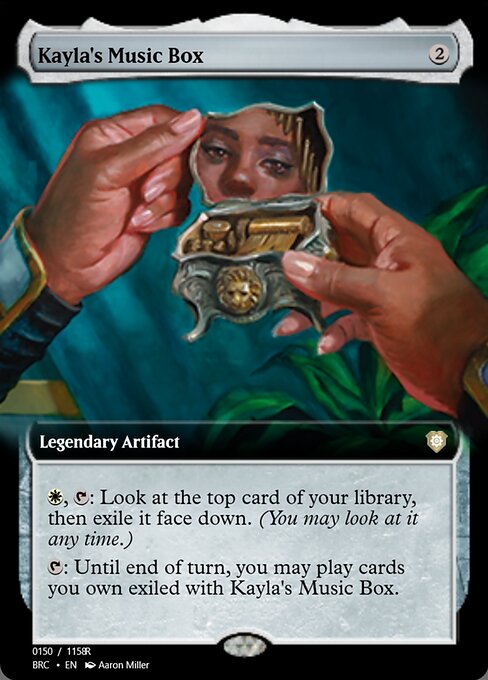 Kayla's Music Box 2
Legendary Artifact
: Look at the top card of your library,
then exile it face down. (You may look at it
any time.)
: Until end of turn, you may play cards
you own exiled with Kayla's Music Box.
0150 / 1158R
BRC • EN Aaron Miller